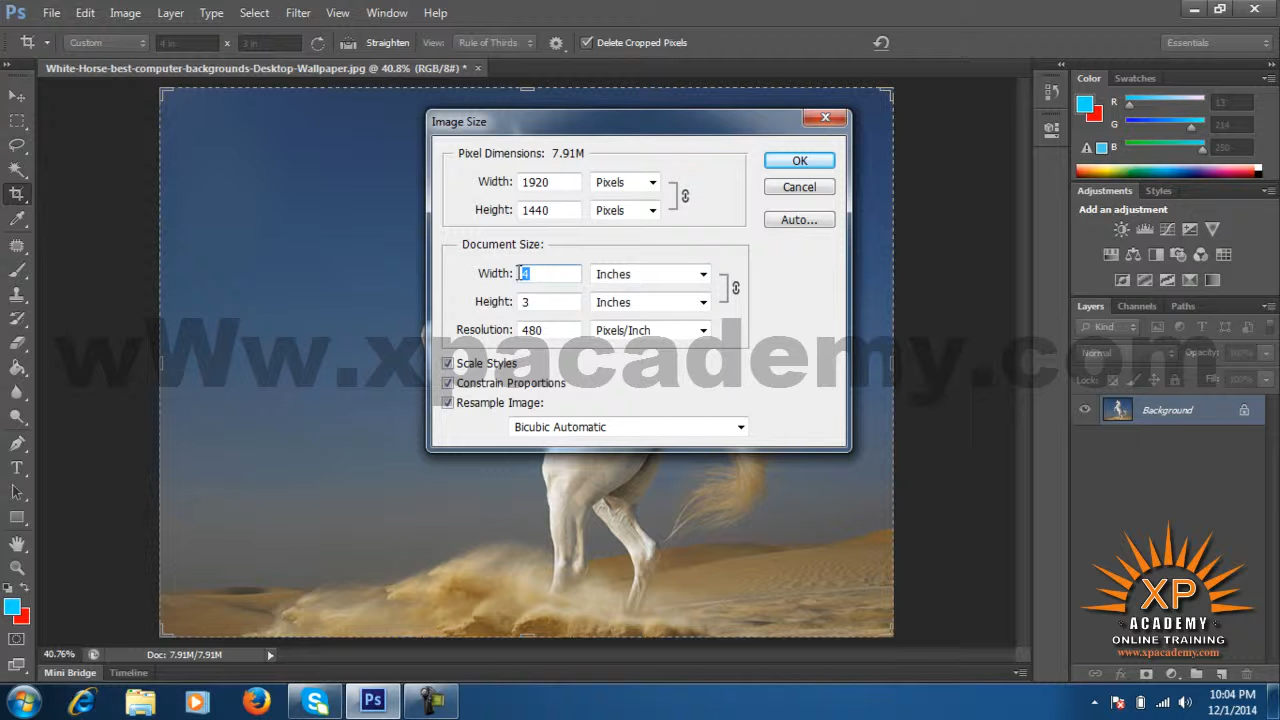 Ps File Edit Image Layer Type Select Filter View Window Help
Custom 4 in x 3 in Straighten View: Rule of Thirds Delete Cropped Pixels Essentials
White-Horse-best-computer-backgrounds-Desktop-Wallpaper.jpg @ 40.8% (RGB/8#) * ×
Image Size
Pixel Dimensions: 7.91M
Width: 1920 Pixels
Height: 1440 Pixels
OK
Cancel
Auto...
Document Size:
Width: 4 Inches
Height: 3 Inches
Resolution: 480 Pixels/Inch
Scale Styles
Constrain Proportions
Resample Image:
Bicubic Automatic
wWw.xpacademy.com
Color Swatches
R 13
G 214
B 250
Adjustments Styles
Add an adjustment
Layers Channels Paths
Kind
Normal Opacity: 100%
Lock: Fill: 100%
Background
XP
ACADEMY
ONLINE TRAINING
www.xpacademy.com
40.76% Doc: 7.91M/7.91M
Mini Bridge Timeline
Ps
10:04 PM
12/1/2014